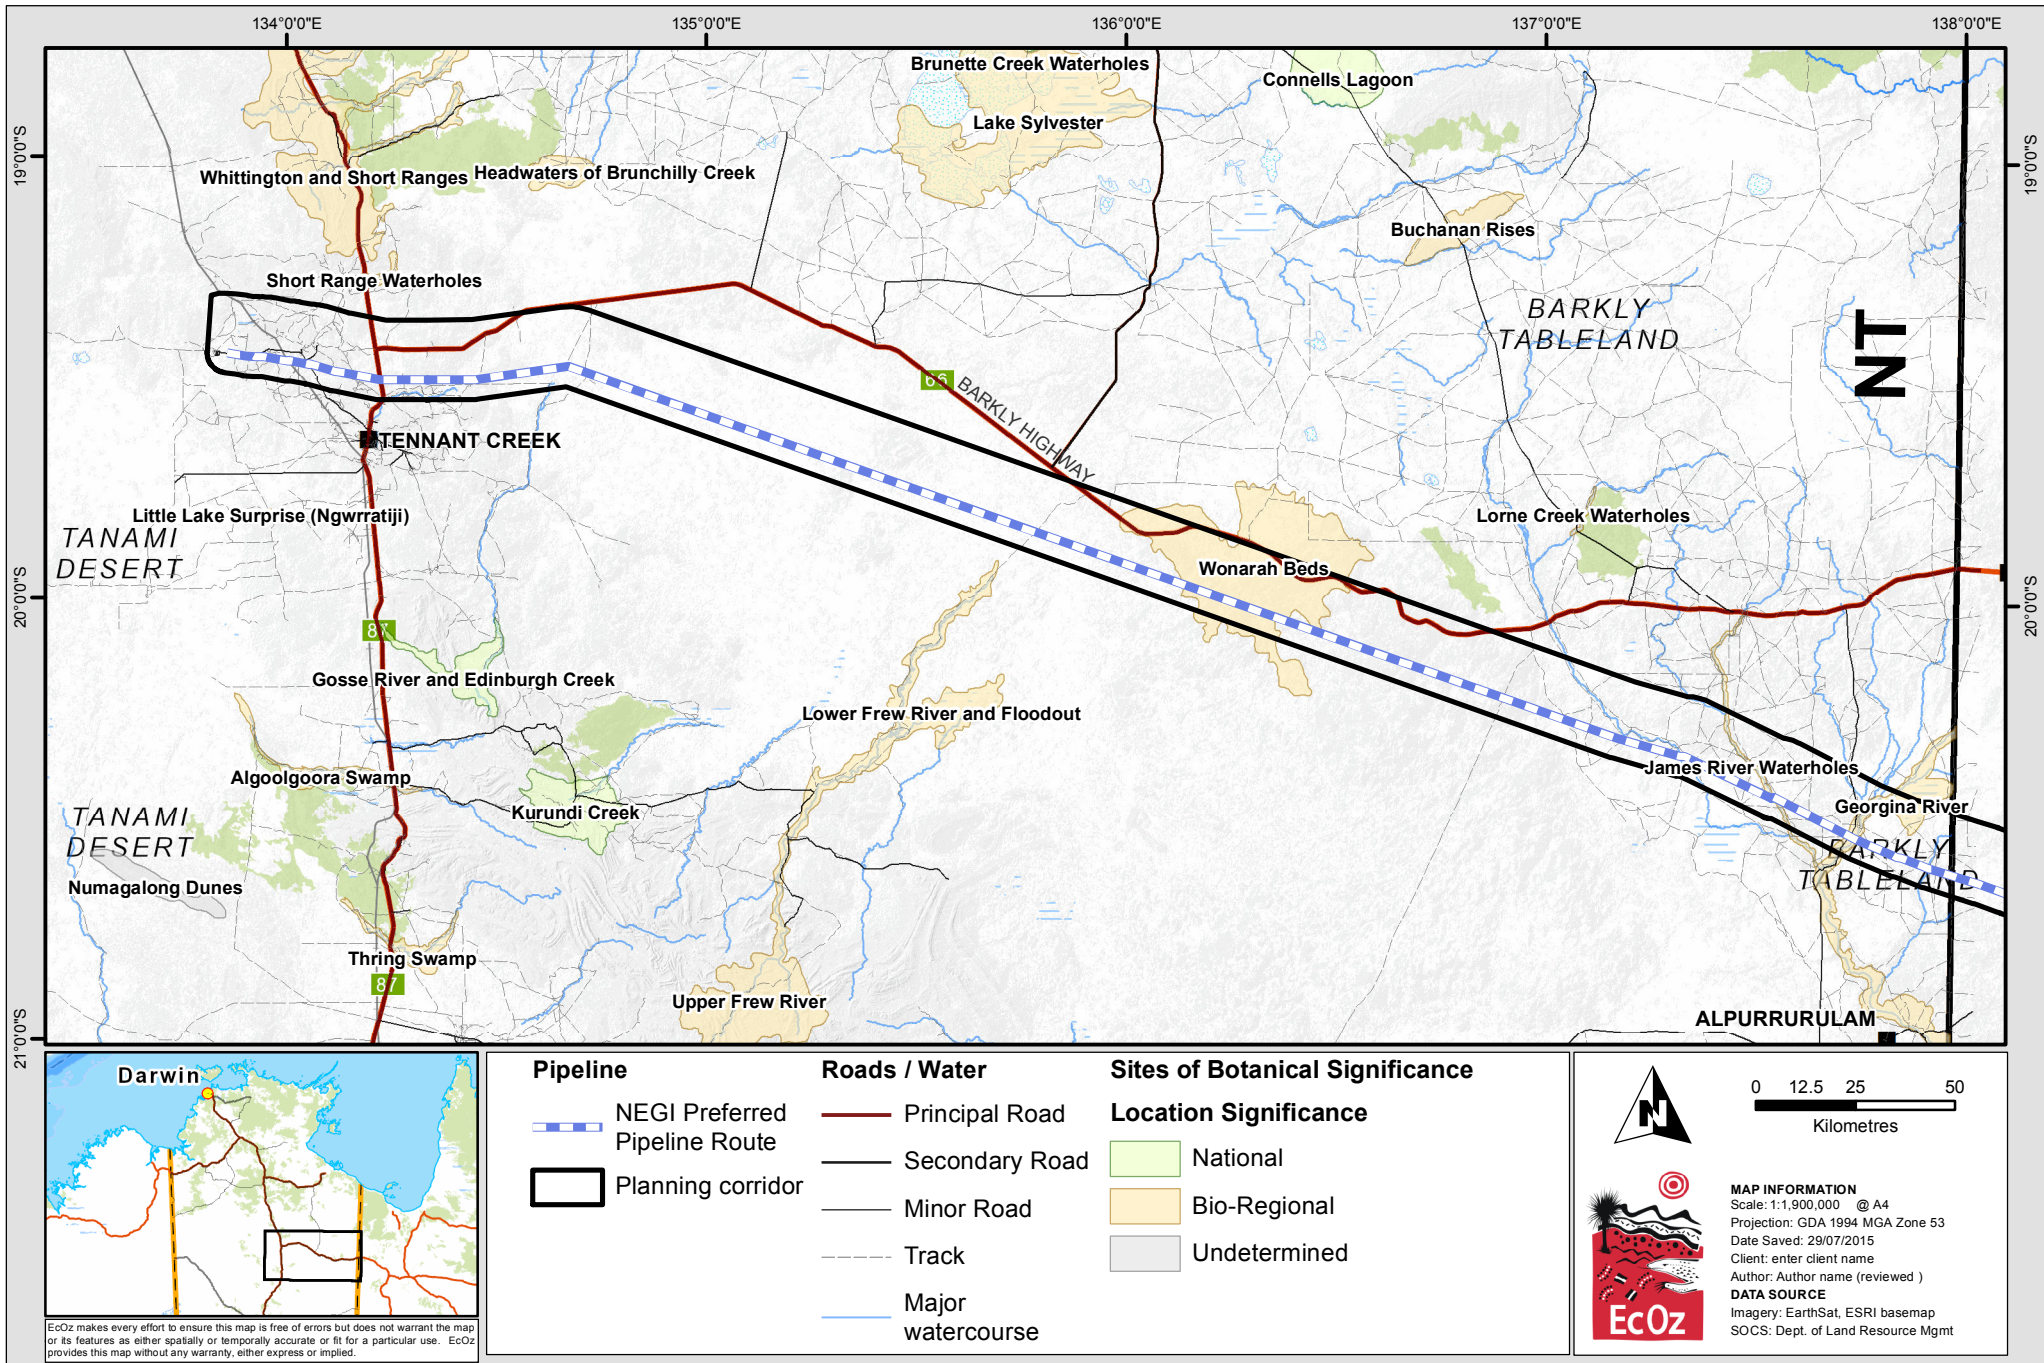 134°0'0"E
135°0'0"E
136°0'0"E
137°0'0"E
138°0'0"E
19°0'0"S
20°0'0"S
21°0'0"S
19°0'0"S
20°0'0"S
Brunette Creek Waterholes
Connells Lagoon
Lake Sylvester
Whittington and Short Ranges
Headwaters of Brunchilly Creek
Buchanan Rises
Short Range Waterholes
BARKLY
TABLELAND
NT
66
BARKLY HIGHWAY
TENNANT CREEK
Little Lake Surprise (Ngwrratiji)
Lorne Creek Waterholes
TANAMI
DESERT
Wonarah Beds
87
Gosse River and Edinburgh Creek
Lower Frew River and Floodout
Algoolgoora Swamp
James River Waterholes
Kurundi Creek
Georgina River
TANAMI
DESERT
BARKLY
TABLELAND
Numagalong Dunes
Thring Swamp
87
Upper Frew River
ALPURRURULAM
Darwin
EcOz makes every effort to ensure this map is free of errors but does not warrant the map
or its features as either spatially or temporally accurate or fit for a particular use. EcOz
provides this map without any warranty, either express or implied.
Pipeline
NEGI Preferred
Pipeline Route
Planning corridor
Roads / Water
Principal Road
Secondary Road
Minor Road
Track
Major
watercourse
Sites of Botanical Significance
Location Significance
National
Bio-Regional
Undetermined
N
0 12.5 25 50
Kilometres
EcOz
MAP INFORMATION
Scale: 1:1,900,000 @ A4
Projection: GDA 1994 MGA Zone 53
Date Saved: 29/07/2015
Client: enter client name
Author: Author name (reviewed )
DATA SOURCE
Imagery: EarthSat, ESRI basemap
SOCS: Dept. of Land Resource Mgmt